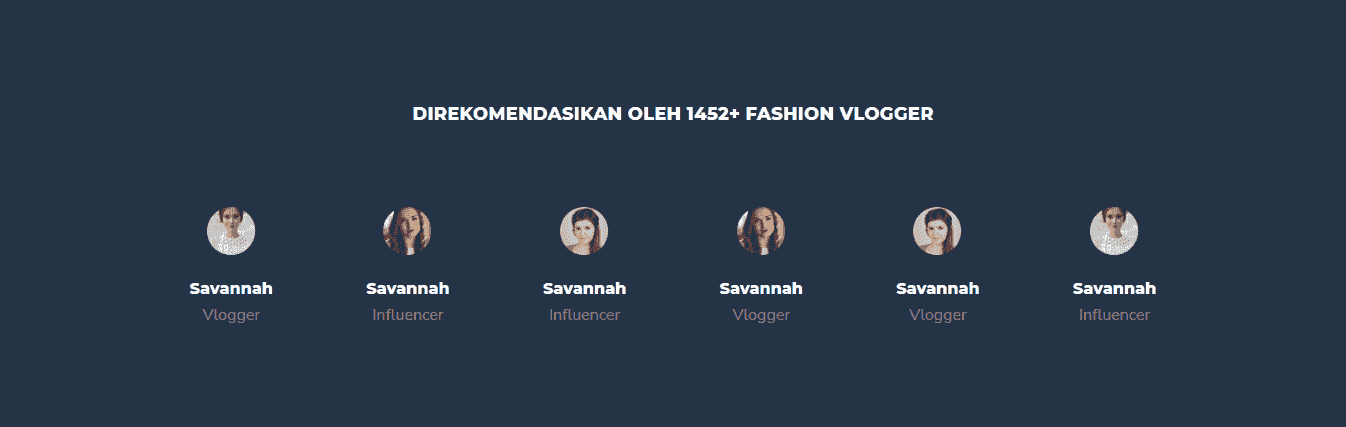 DIREKOMENDASIKAN OLEH 1452+ FASHION VLOGGER
Savannah
Vlogger
Savannah
Influencer
Savannah
Influencer
Savannah
Vlogger
Savannah
Vlogger
Savannah
Influencer